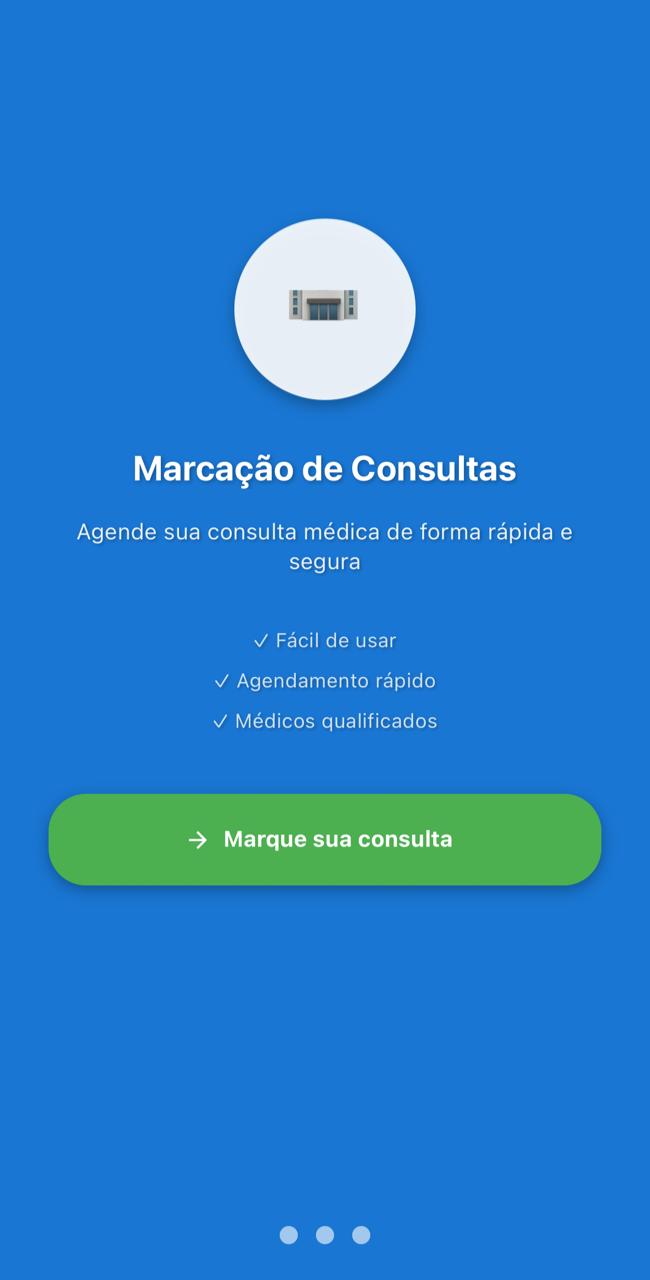 Marcação de Consultas
Agende sua consulta médica de forma rápida e
segura
✓ Fácil de usar
✓ Agendamento rápido
✓ Médicos qualificados
→ Marque sua consulta